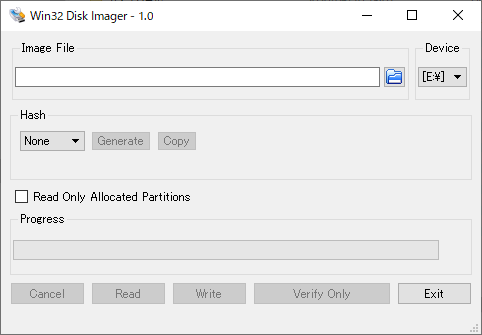 Win32 Disk Imager - 1.0
Image File
Device
[E:¥]
Hash
None
Generate
Copy
Read Only Allocated Partitions
Progress
Cancel
Read
Write
Verify Only
Exit